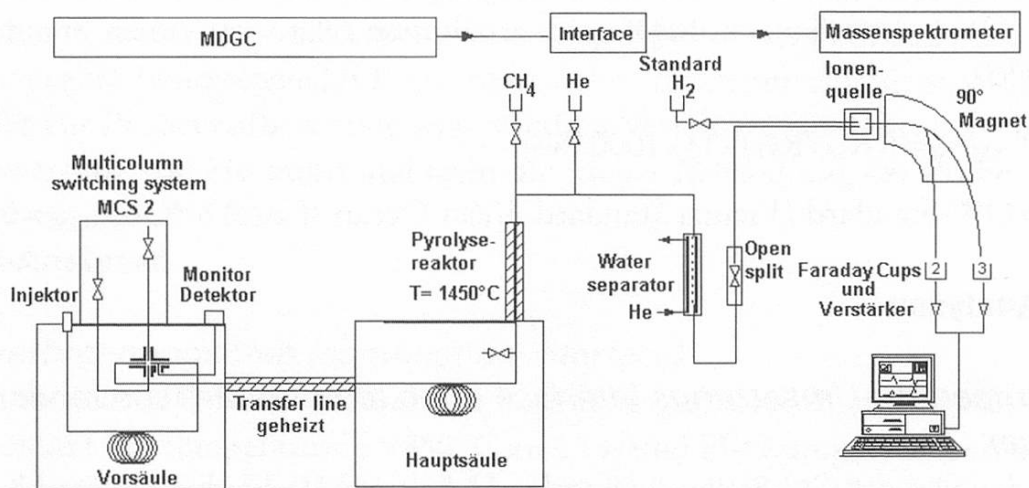 MDGC
Interface
Massenspektrometer
CH4
He
Standard
H2
Ionen-
quelle
90°
Magnet
Multicolumn
switching system
MCS 2
Pyrolyse-
reaktor
T= 1450°C
Water
separator
He
Open
split
Faraday Cups
und
Verstärker
2
3
Injektor
Monitor
Detektor
Transfer line
geheizt
Vorsäule
Hauptsäule